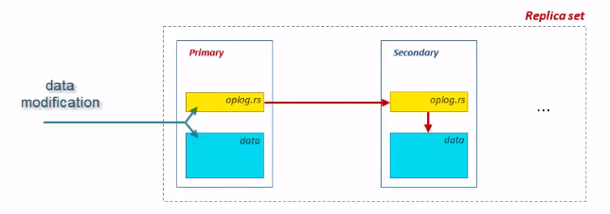 Replica set
Primary
Secondary
data
modification
oplog.rs
oplog.rs
...
data
data